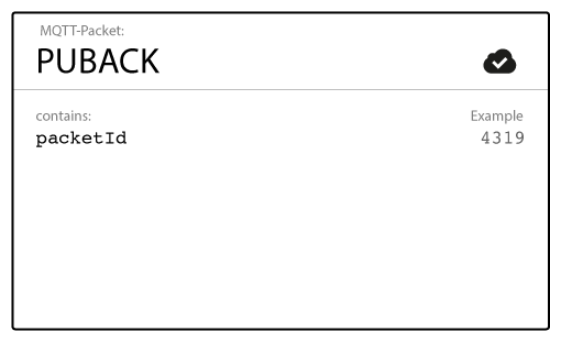 MQTT-Packet:
PUBACK
contains:
Example
packetId
4319